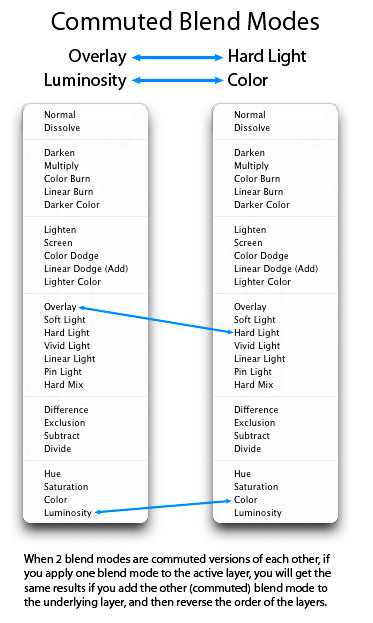 Commuted Blend Modes
Overlay Hard Light
Luminosity Color
Normal
Dissolve
Darken
Multiply
Color Burn
Linear Burn
Darker Color
Lighten
Screen
Color Dodge
Linear Dodge (Add)
Lighter Color
Overlay
Soft Light
Hard Light
Vivid Light
Linear Light
Pin Light
Hard Mix
Difference
Exclusion
Subtract
Divide
Hue
Saturation
Color
Luminosity
Normal
Dissolve
Darken
Multiply
Color Burn
Linear Burn
Darker Color
Lighten
Screen
Color Dodge
Linear Dodge (Add)
Lighter Color
Overlay
Soft Light
Hard Light
Vivid Light
Linear Light
Pin Light
Hard Mix
Difference
Exclusion
Subtract
Divide
Hue
Saturation
Color
Luminosity
When 2 blend modes are commuted versions of each other, if
you apply one blend mode to the active layer, you will get the
same results if you add the other (commuted) blend mode to
the underlying layer, and then reverse the order of the layers.